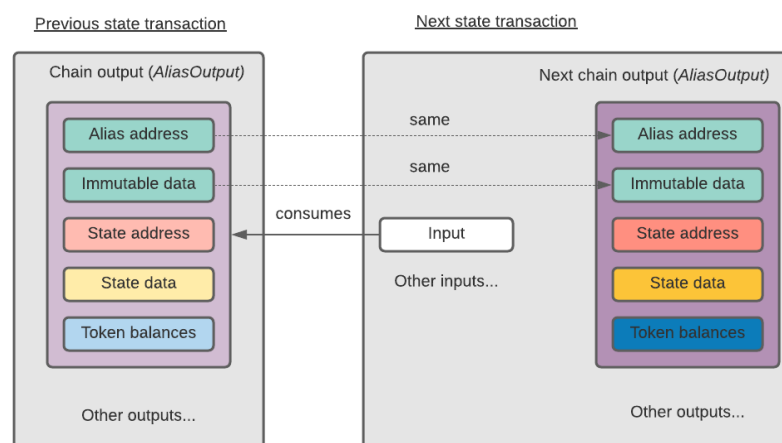 Previous state transaction
Next state transaction
Chain output (AliasOutput)
Next chain output (AliasOutput)
Alias address
same
Alias address
Immutable data
same
Immutable data
State address
consumes
Input
State address
State data
Other inputs...
State data
Token balances
Token balances
Other outputs...
Other outputs...